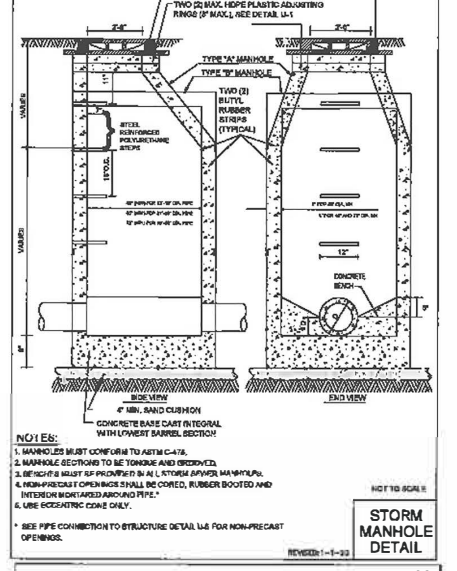 TWO (2) MAX. HDPE PLASTIC ADJUSTING
RINGS (8" MAX.), SEE DETAIL U-1
2'-0"
2'-0"
TYPE "A" MANHOLE
TYPE "B" MANHOLE
TWO (2)
BUTYL
RUBBER
STRIPS
(TYPICAL)
11"
VARIES
STEEL
REINFORCED
POLYURETHANE
STEPS
VARIES
12"
CONCRETE
BENCH
SIDE VIEW
END VIEW
4" MIN. SAND CUSHION
CONCRETE BASE CAST INTEGRAL
WITH LOWEST BARREL SECTION
NOTES:
1. MANHOLES MUST CONFORM TO ASTM C-478.
2. MANHOLE SECTIONS TO BE TONGUE AND GROOVED.
3. BENCHES MUST BE PROVIDED IN ALL STORM SEWER MANHOLES.
4. NON-PRECAST OPENINGS SHALL BE CORED, RUBBER BOOTED AND
INTERIOR MORTARED AROUND PIPE.*
5. USE ECCENTRIC CONE ONLY.
* SEE PIPE CONNECTION TO STRUCTURE DETAIL U-5 FOR NON-PRECAST
OPENINGS.
NOT TO SCALE
STORM
MANHOLE
DETAIL
REVISED: